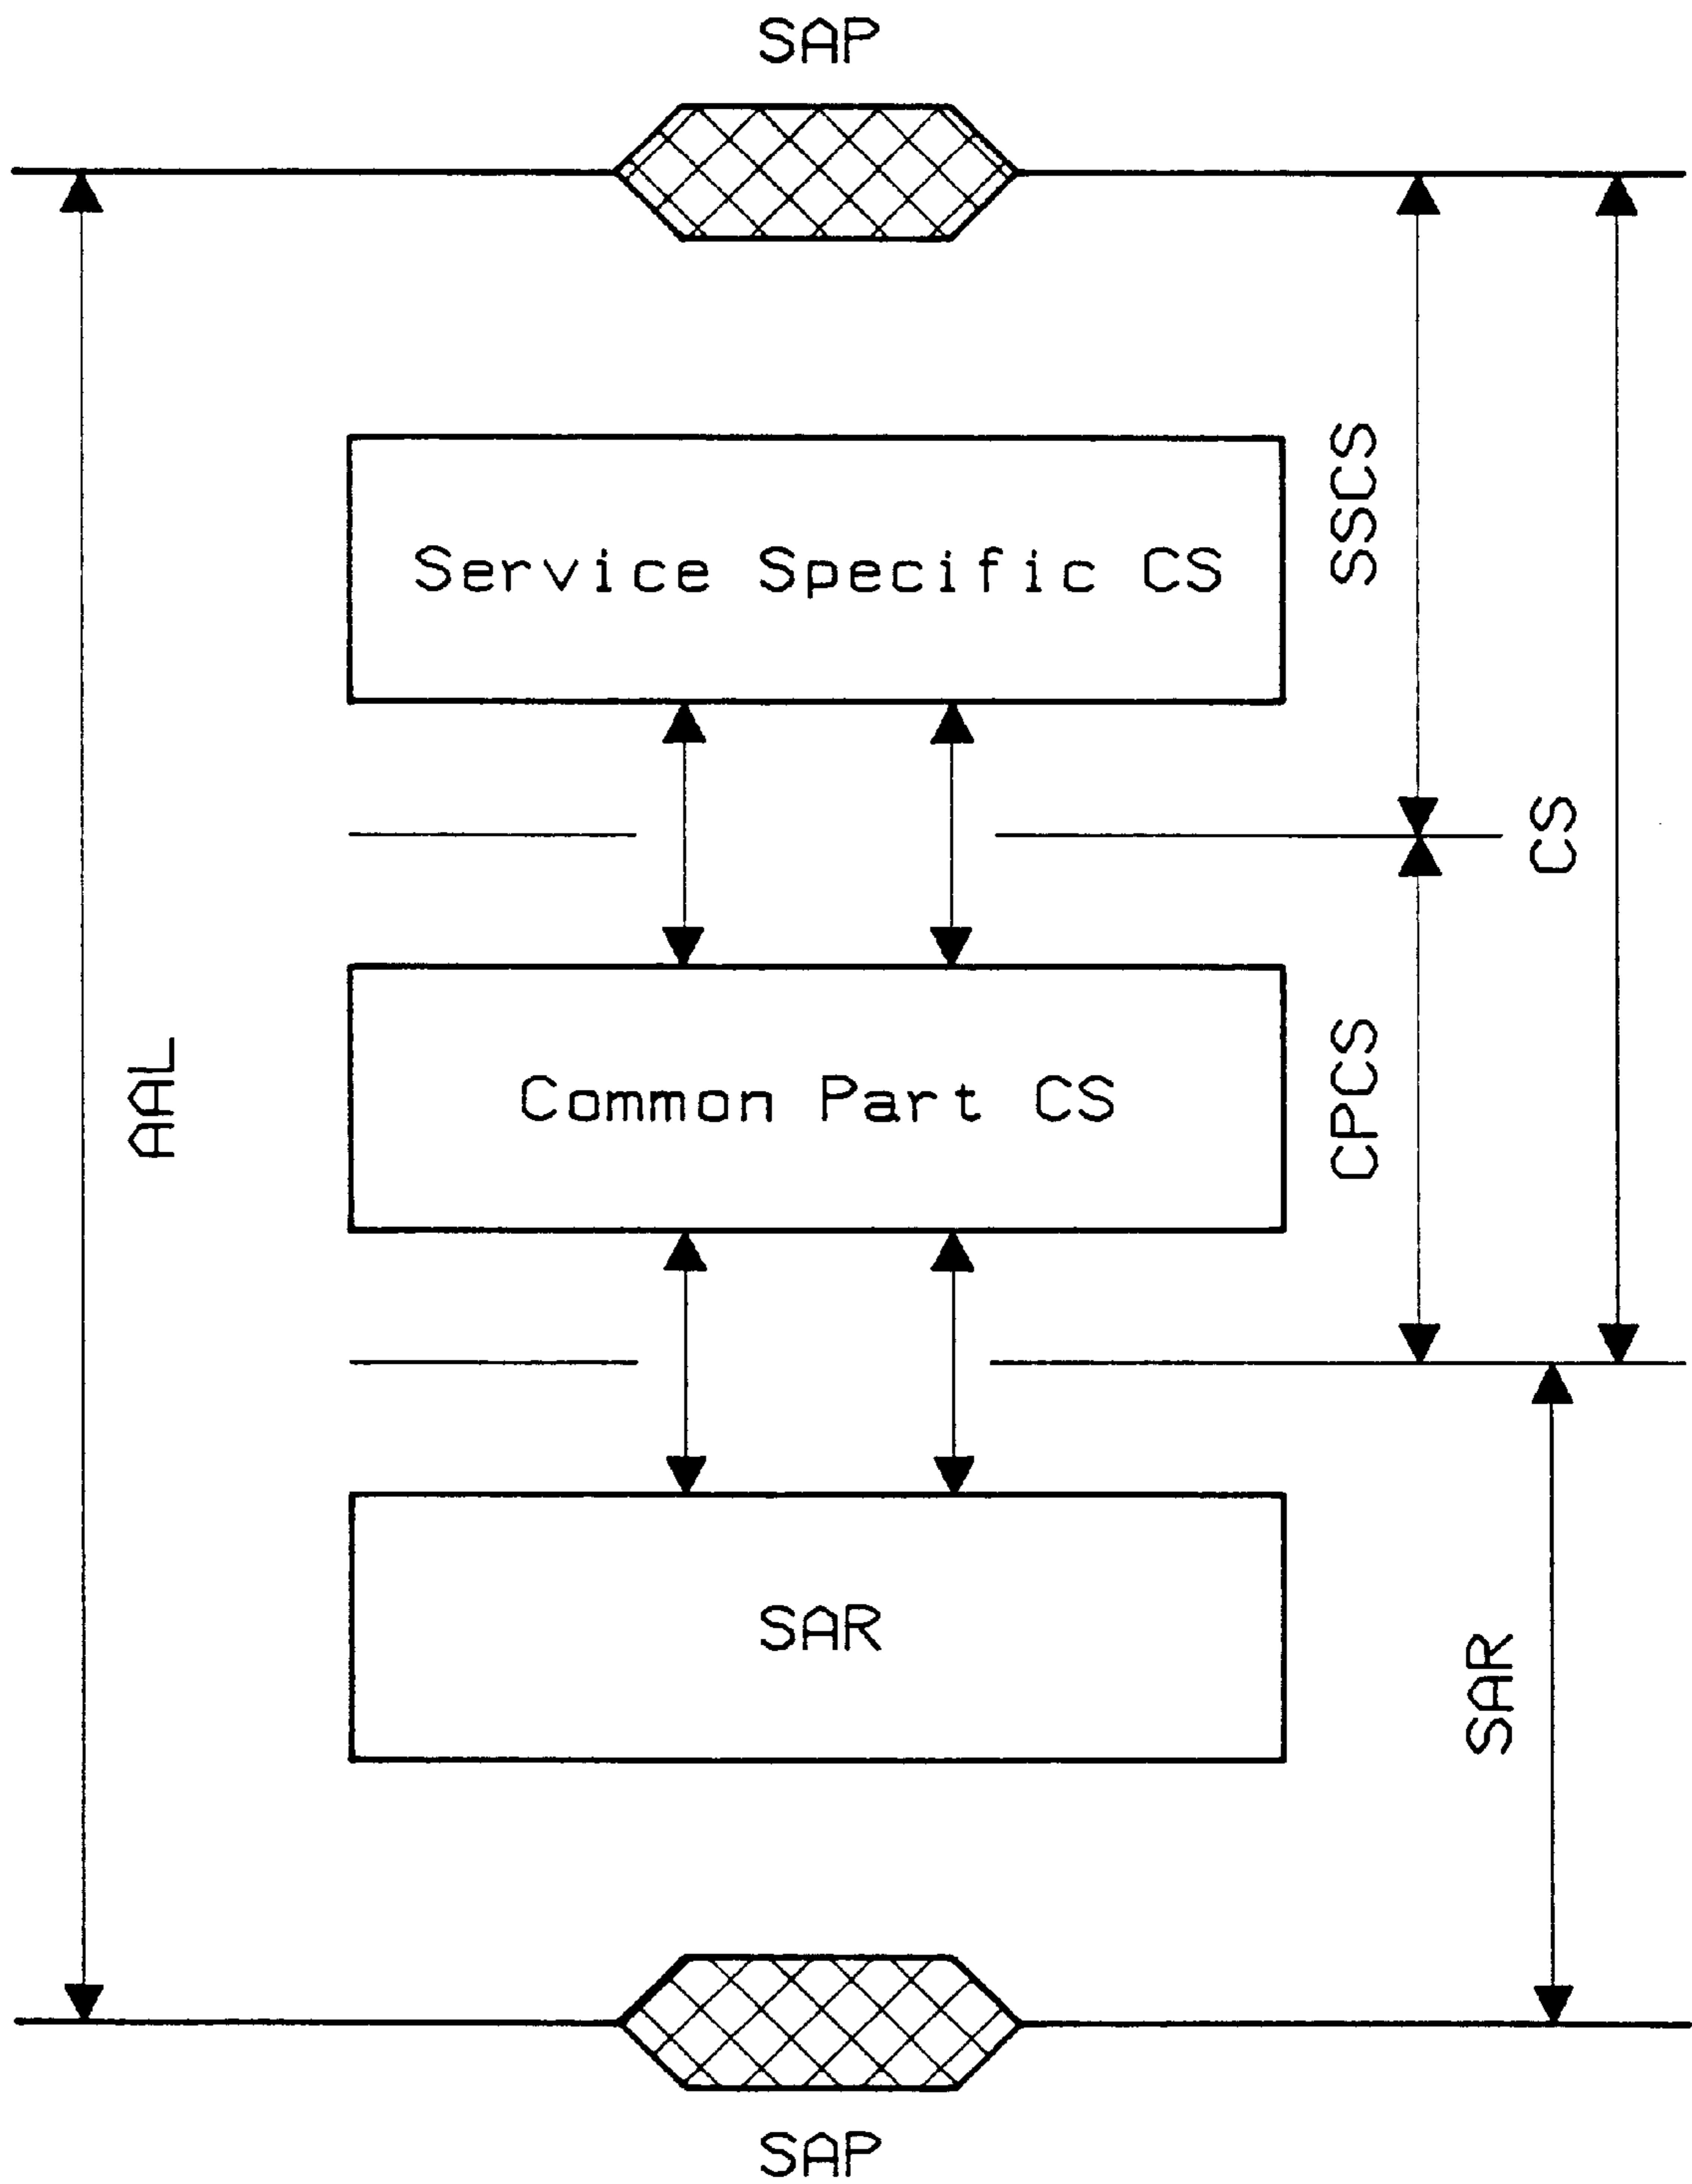 SAP
Service Specific CS
SSCS
CS
AAL
Common Part CS
CPCS
SAR
SAR
SAP